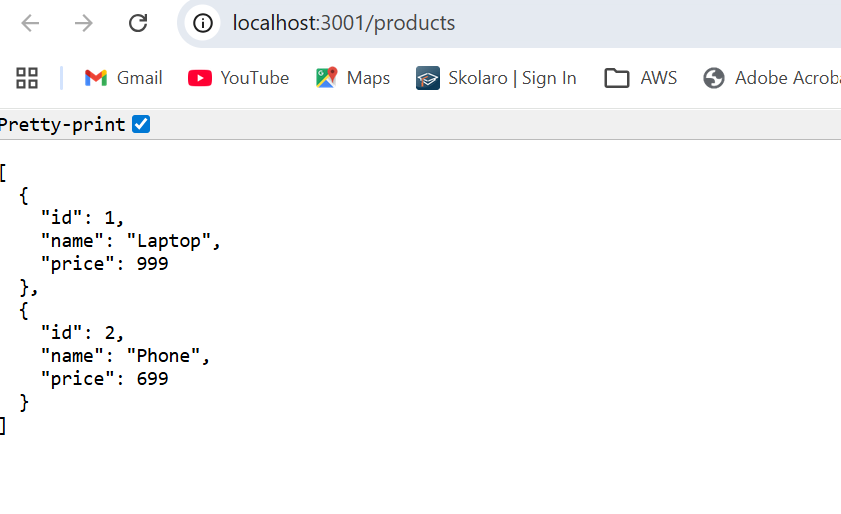 localhost:3001/products
Gmail YouTube Maps Skolaro | Sign In AWS Adobe Acroba
Pretty-print
[
  {
    "id": 1,
    "name": "Laptop",
    "price": 999
  },
  {
    "id": 2,
    "name": "Phone",
    "price": 699
  }
]